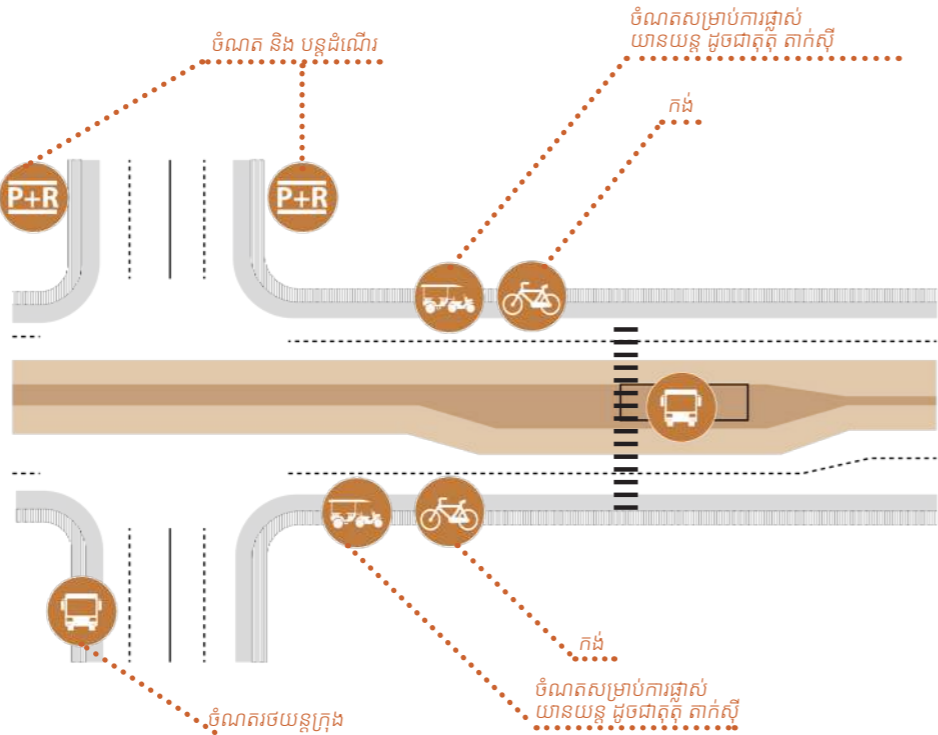 ចំណតសម្រាប់ការផ្លាស់
យានយន្ត ដូចជាតុតុ តាក់ស៊ី
ចំណត និង បន្តដំណើរ
កង់
P+R
P+R
កង់
ចំណតសម្រាប់ការផ្លាស់
យានយន្ត ដូចជាតុតុ តាក់ស៊ី
ចំណតរថយន្តក្រុង